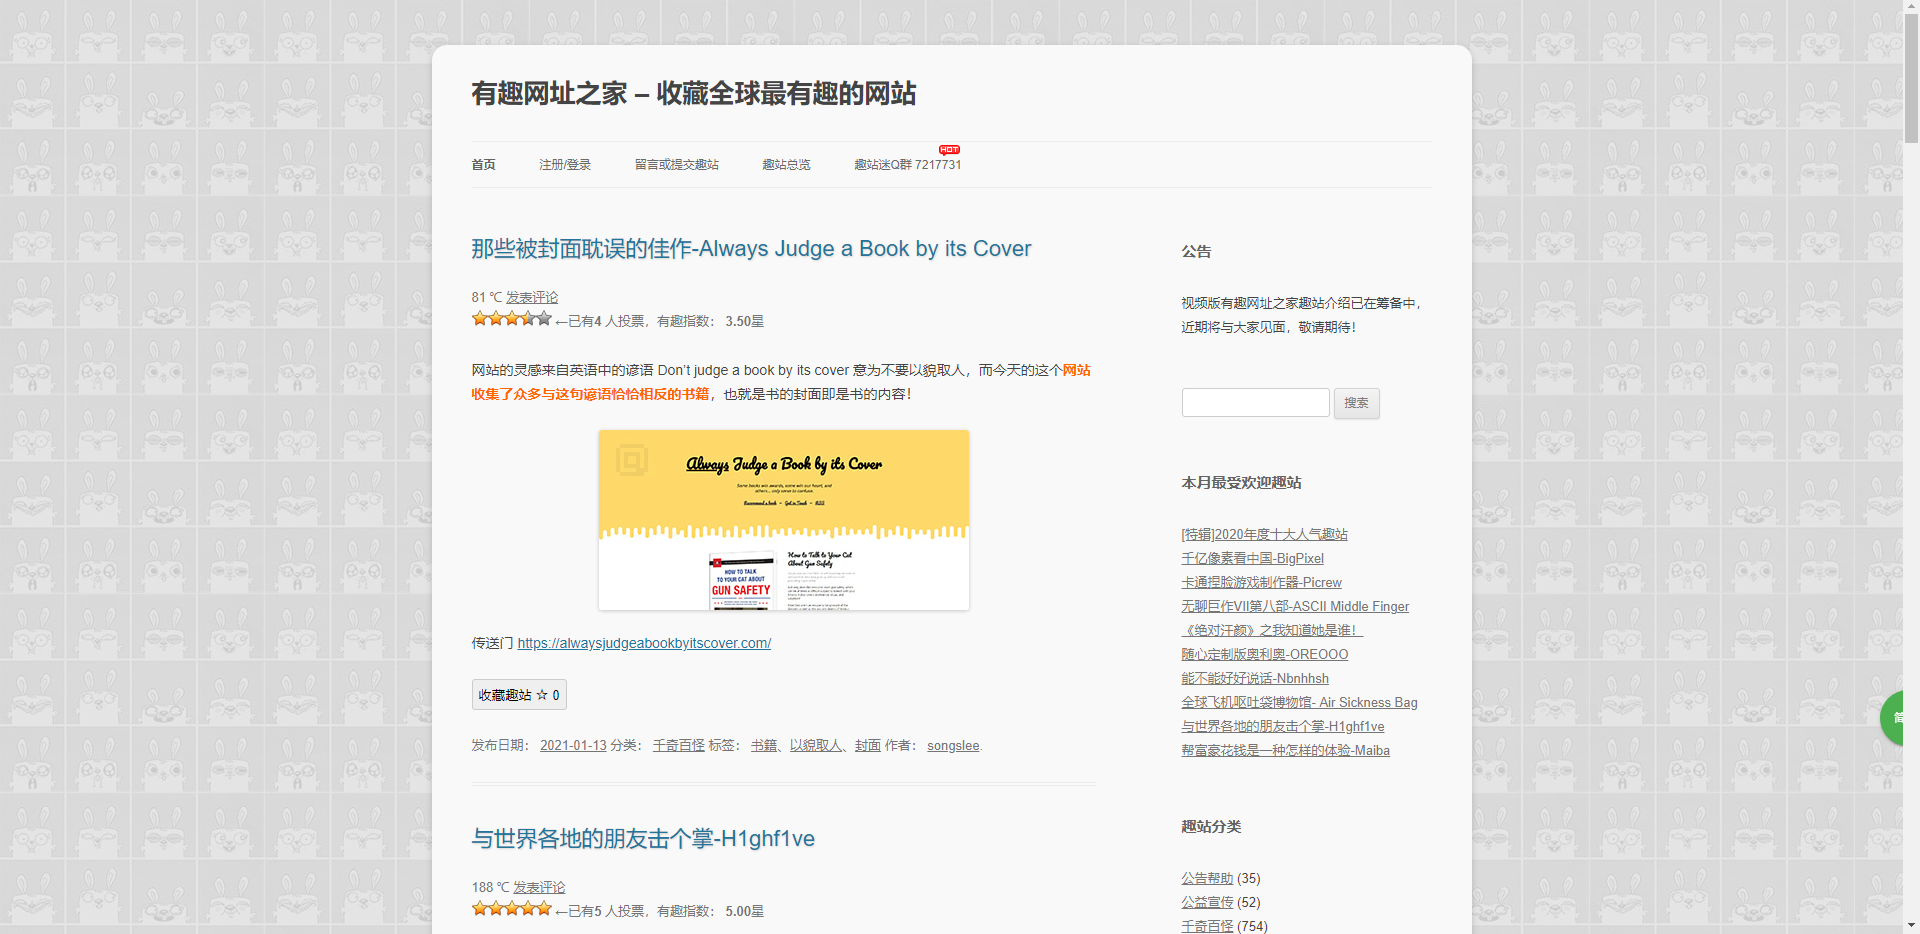 有趣网址之家 – 收藏全球最有趣的网站
首页
注册/登录
留言或提交趣站
趣站总览
趣站迷Q群 7217731
HOT
那些被封面耽误的佳作-Always Judge a Book by its Cover
81 ℃ 发表评论
←已有4 人投票，有趣指数： 3.50星
网站的灵感来自英语中的谚语 Don't judge a book by its cover 意为不要以貌取人，而今天的这个网站
收集了众多与这句谚语恰恰相反的书籍，也就是书的封面即是书的内容！
Always Judge a Book by its Cover
Some books win awards, some win our heart, and
others... only serve to confuse.
How to Talk to Your Cat
About Gun Safety
HOW TO TALK
TO YOUR CAT ABOUT
GUN SAFETY
传送门 https://alwaysjudgeabookbyitscover.com/
收藏趣站 ☆ 0
发布日期： 2021-01-13 分类： 千奇百怪 标签： 书籍、以貌取人、封面 作者： songslee.
与世界各地的朋友击个掌-H1ghf1ve
188 ℃ 发表评论
←已有5 人投票，有趣指数： 5.00星
公告
视频版有趣网址之家趣站介绍已在筹备中，
近期将与大家见面，敬请期待！
搜索
本月最受欢迎趣站
[特辑]2020年度十大人气趣站
千亿像素看中国-BigPixel
卡通捏脸游戏制作器-Picrew
无聊巨作VII第八部-ASCII Middle Finger
《绝对汗颜》之我知道她是谁！
随心定制版奥利奥-OREOOO
能不能好好说话-Nbnhhsh
全球飞机呕吐袋博物馆- Air Sickness Bag
与世界各地的朋友击个掌-H1ghf1ve
帮富豪花钱是一种怎样的体验-Maiba
趣站分类
公告帮助 (35)
公益宣传 (52)
千奇百怪 (754)
简